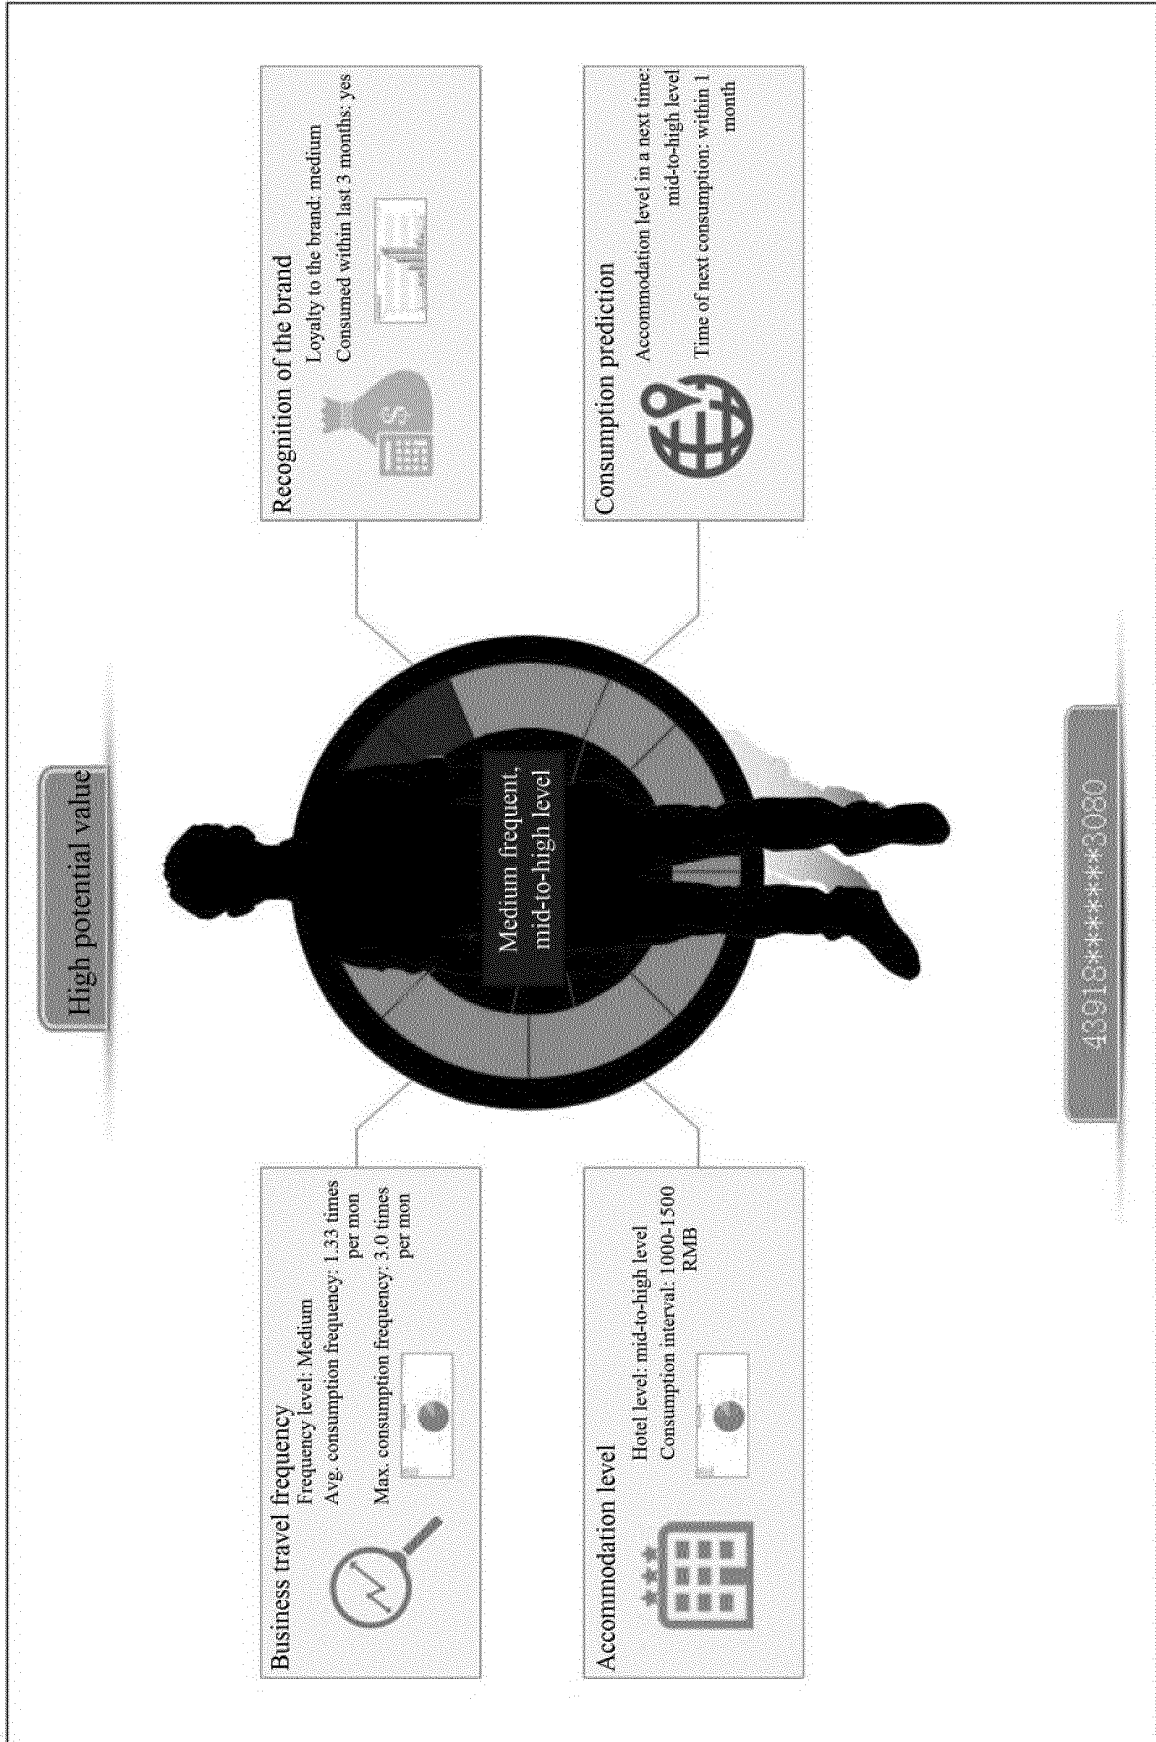 High potential value
Business travel frequency
Frequency level: Medium
Avg. consumption frequency: 1.33 times
per mon
Max. consumption frequency: 3.0 times
per mon
Recognition of the brand
Loyalty to the brand: medium
Consumed within last 3 months: yes
$
Medium frequent,
mid-to-high level
Accommodation level
Hotel level: mid-to-high level
Consumption interval: 1000-1500
RMB
Consumption prediction
Accommodation level in a next time:
mid-to-high level
Time of next consumption: within 1
month
43918********3080